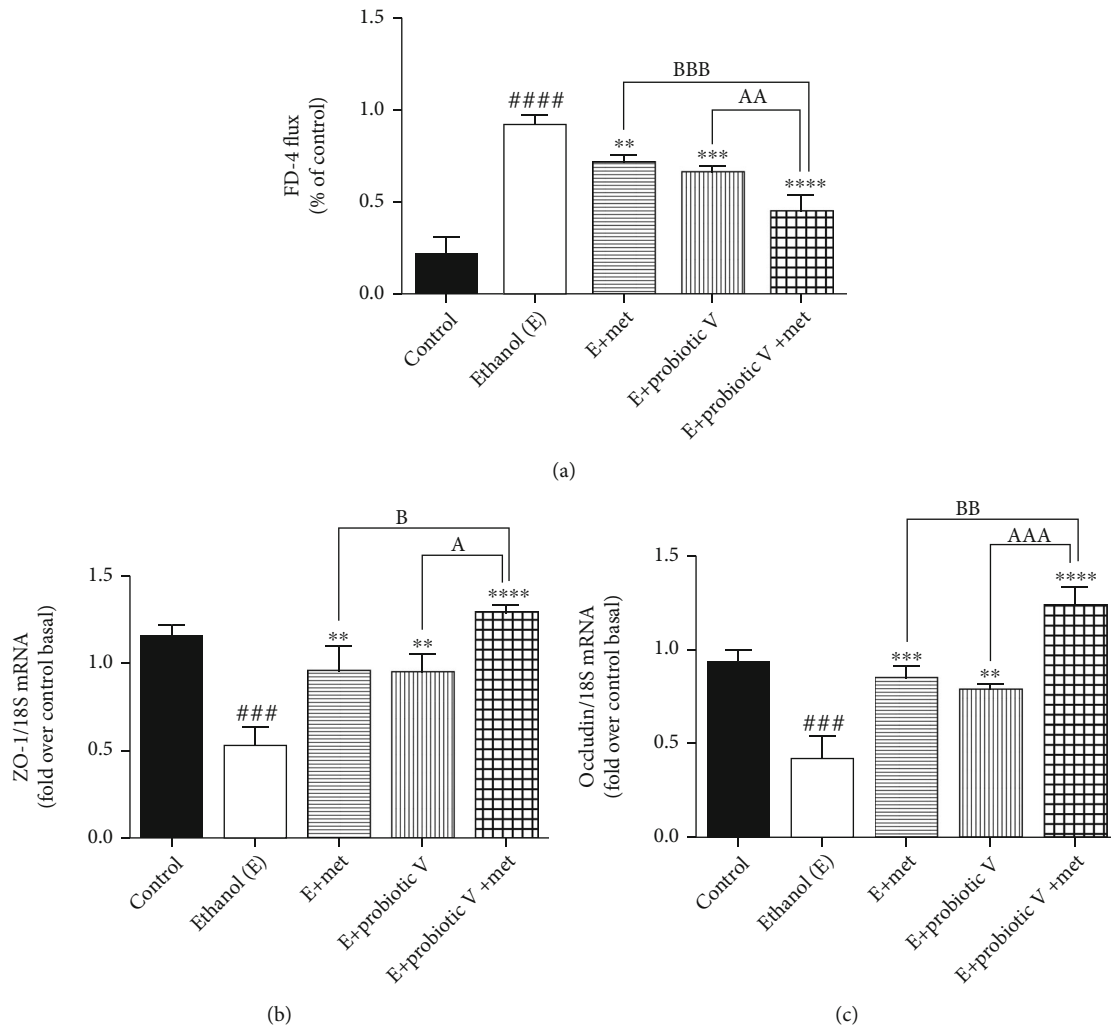 1.5
BBB
AA
####
1.0
**
***
FD-4 flux
(% of control)
****
0.5
0.0
Control
Ethanol (E)
E+met
E+probiotic V
E+probiotic V +met
(a)
B
A
1.5
****
ZO-1/18S mRNA
(fold over control basal)
**
**
1.0
###
0.5
0.0
Control
Ethanol (E)
E+met
E+probiotic V
E+probiotic V +met
(b)
BB
AAA
1.5
****
Occludin/18S mRNA
(fold over control basal)
1.0
***
**
###
0.5
0.0
Control
Ethanol (E)
E+met
E+probiotic V
E+probiotic V +met
(c)